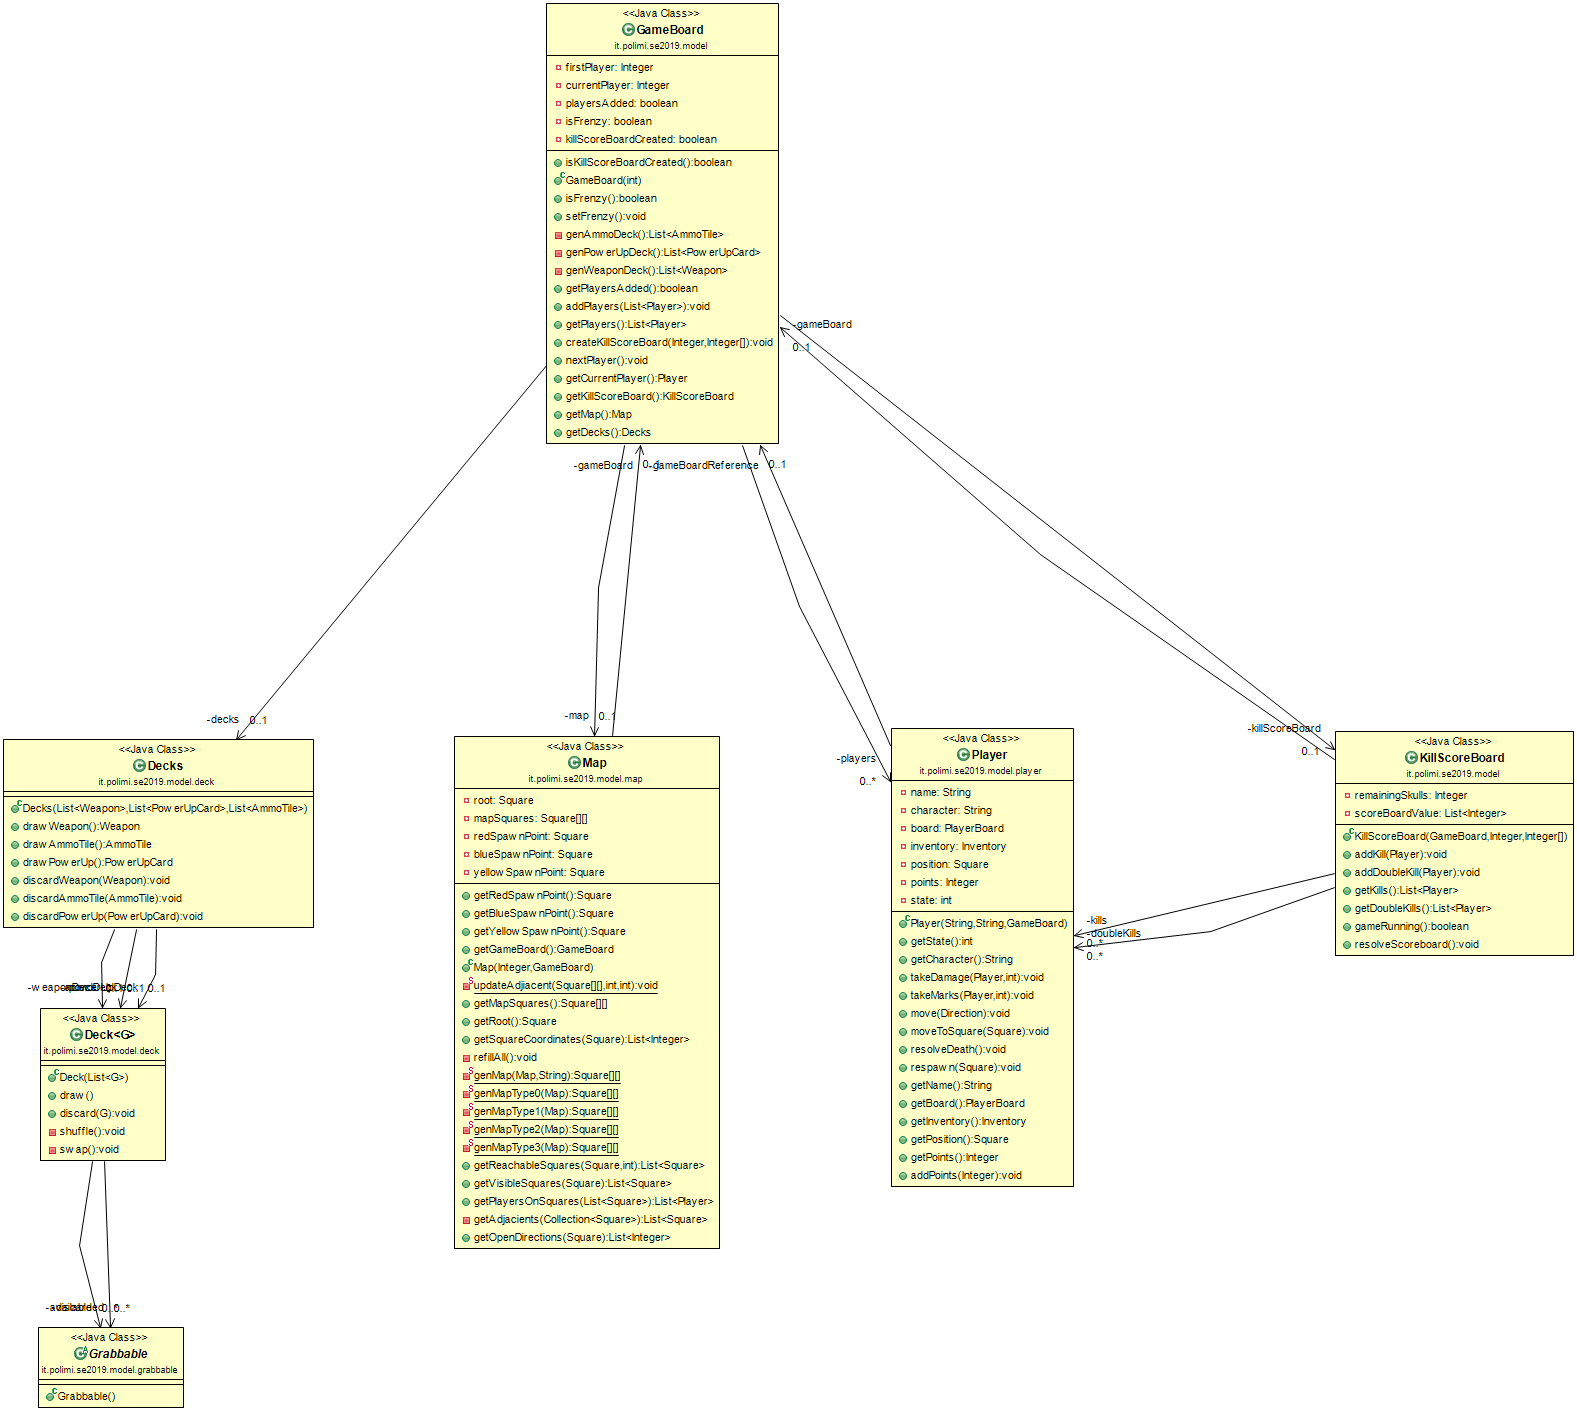 <<Java Class>>
GameBoard
it.polimi.se2019.model
firstPlayer: Integer
currentPlayer: Integer
playersAdded: boolean
isFrenzy: boolean
killScoreBoardCreated: boolean
isKillScoreBoardCreated():boolean
GameBoard(int)
isFrenzy():boolean
setFrenzy():void
genAmmoDeck():List<AmmoTile>
genPowerUpDeck():List<PowerUpCard>
genWeaponDeck():List<Weapon>
getPlayersAdded():boolean
addPlayers(List<Player>):void
getPlayers():List<Player>
createKillScoreBoard(Integer,Integer[]):void
nextPlayer():void
getCurrentPlayer():Player
getKillScoreBoard():KillScoreBoard
getMap():Map
getDecks():Decks
-gameBoard
0..1
-gameBoard
0..1
-gameBoardReference
0..1
-decks
0..1
-map
0..1
-players
0..*
-killScoreBoard
0..1
<<Java Class>>
Decks
it.polimi.se2019.model.deck
Decks(List<Weapon>,List<PowerUpCard>,List<AmmoTile>)
drawWeapon():Weapon
drawAmmoTile():AmmoTile
drawPowerUp():PowerUpCard
discardWeapon(Weapon):void
discardAmmoTile(AmmoTile):void
discardPowerUp(PowerUpCard):void
0..1
<<Java Class>>
Deck<G>
it.polimi.se2019.model.deck
Deck(List<G>)
draw()
discard(G):void
shuffle():void
swap():void
0..*
<<Java Class>>
Grabbable
it.polimi.se2019.model.grabbable
Grabbable()
<<Java Class>>
Map
it.polimi.se2019.model.map
root: Square
mapSquares: Square[][]
redSpawnPoint: Square
blueSpawnPoint: Square
yellowSpawnPoint: Square
getRedSpawnPoint():Square
getBlueSpawnPoint():Square
getYellowSpawnPoint():Square
getGameBoard():GameBoard
Map(Integer,GameBoard)
updateAdjiacent(Square[][],int,int):void
getMapSquares():Square[][]
getRoot():Square
getSquareCoordinates(Square):List<Integer>
refillAll():void
genMap(Map,String):Square[][]
genMapType0(Map):Square[][]
genMapType1(Map):Square[][]
genMapType2(Map):Square[][]
genMapType3(Map):Square[][]
getReachableSquares(Square,int):List<Square>
getVisibleSquares(Square):List<Square>
getPlayersOnSquares(List<Square>):List<Player>
getAdjacients(Collection<Square>):List<Square>
getOpenDirections(Square):List<Integer>
<<Java Class>>
Player
it.polimi.se2019.model.player
name: String
character: String
board: PlayerBoard
inventory: Inventory
position: Square
points: Integer
state: int
Player(String,String,GameBoard)
getState():int
getCharacter():String
takeDamage(Player,int):void
takeMarks(Player,int):void
move(Direction):void
moveToSquare(Square):void
resolveDeath():void
respawn(Square):void
getName():String
getBoard():PlayerBoard
getInventory():Inventory
getPosition():Square
getPoints():Integer
addPoints(Integer):void
-kills
0..*
-doubleKills
0..*
<<Java Class>>
KillScoreBoard
it.polimi.se2019.model
remainingSkulls: Integer
scoreBoardValue: List<Integer>
KillScoreBoard(GameBoard,Integer,Integer[])
addKill(Player):void
addDoubleKill(Player):void
getKills():List<Player>
getDoubleKills():List<Player>
gameRunning():boolean
resolveScoreboard():void